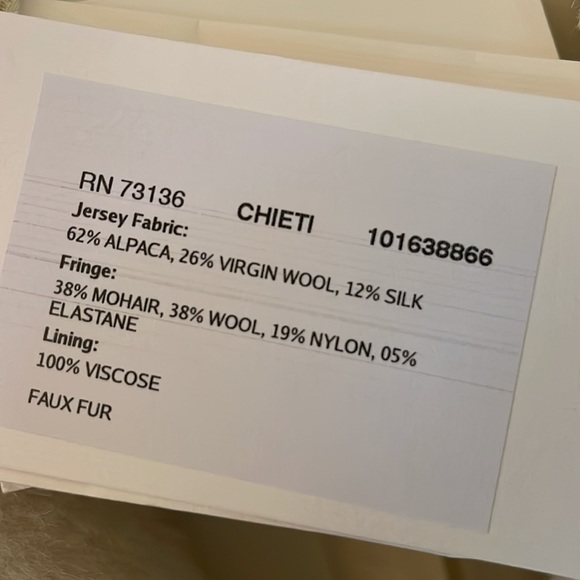 RN 73136 CHIETI 101638866
Jersey Fabric:
62% ALPACA, 26% VIRGIN WOOL, 12% SILK
Fringe:
38% MOHAIR, 38% WOOL, 19% NYLON, 05%
ELASTANE
Lining:
100% VISCOSE
FAUX FUR